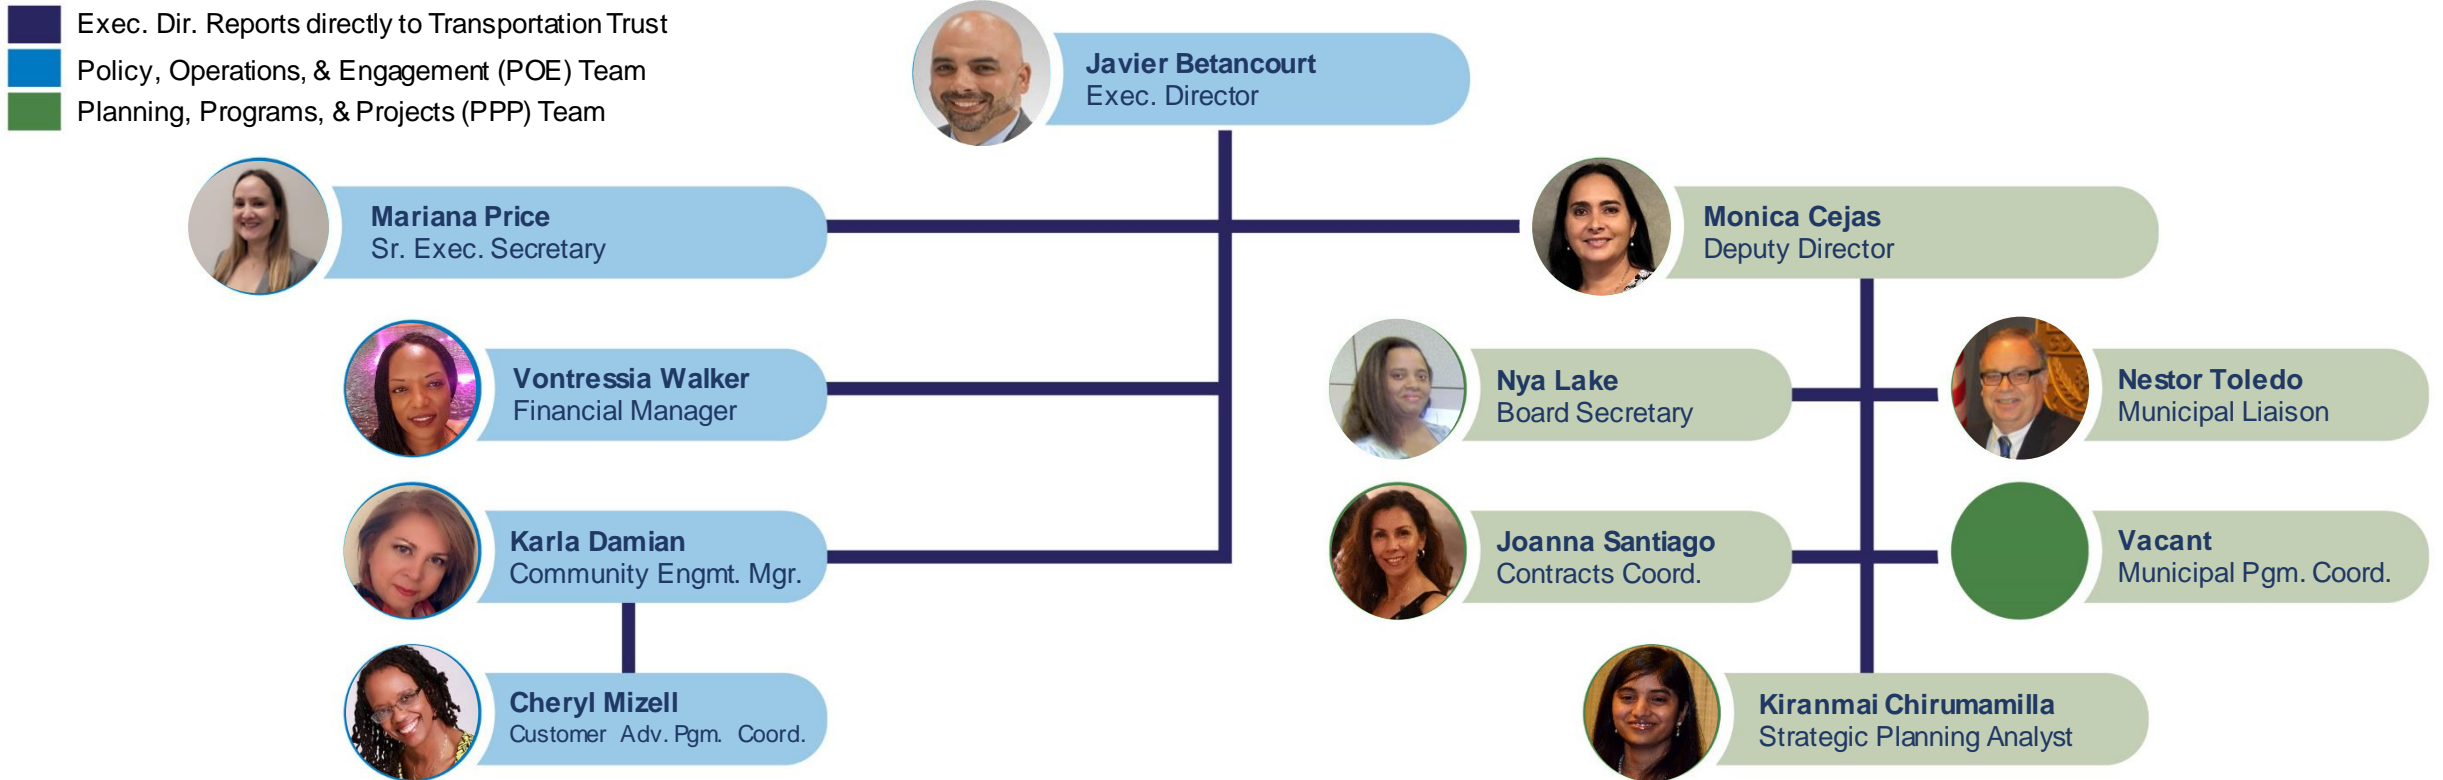 Exec. Dir. Reports directly to Transportation Trust
Policy, Operations, & Engagement (POE) Team
Planning, Programs, & Projects (PPP) Team
Javier Betancourt
Exec. Director
Mariana Price
Sr. Exec. Secretary
Monica Cejas
Deputy Director
Vontressia Walker
Financial Manager
Nya Lake
Board Secretary
Nestor Toledo
Municipal Liaison
Karla Damian
Community Engmt. Mgr.
Joanna Santiago
Contracts Coord.
Vacant
Municipal Pgm. Coord.
Cheryl Mizell
Customer Adv. Pgm. Coord.
Kiranmai Chirumamilla
Strategic Planning Analyst